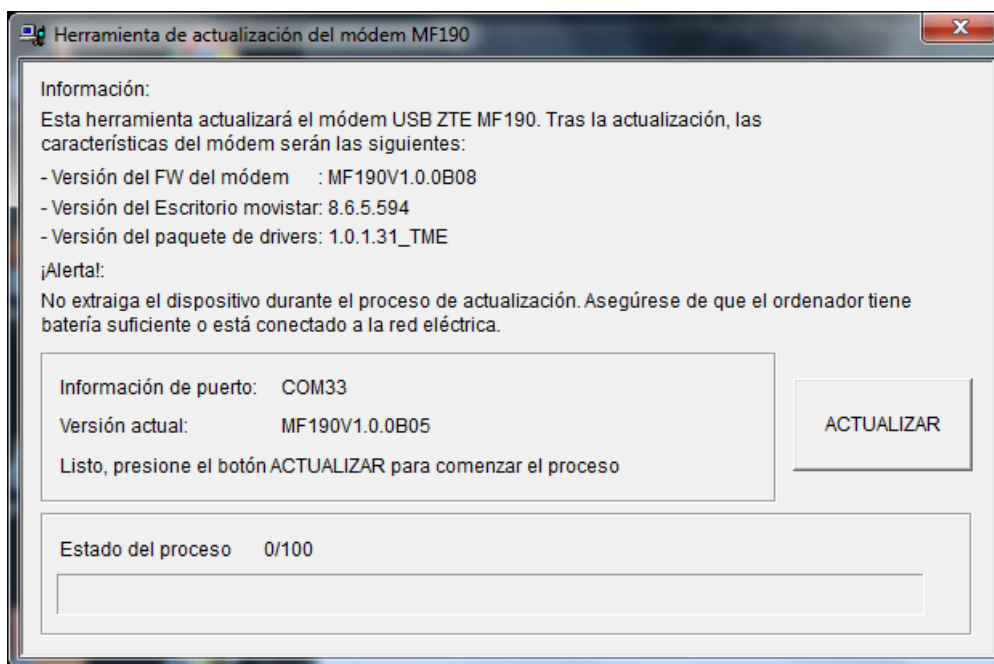 Herramienta de actualización del módem MF190
Información:
Esta herramienta actualizará el módem USB ZTE MF190. Tras la actualización, las
características del módem serán las siguientes:
- Versión del FW del módem : MF190V1.0.0B08
- Versión del Escritorio movistar: 8.6.5.594
- Versión del paquete de drivers: 1.0.1.31_TME
¡Alerta!:
No extraiga el dispositivo durante el proceso de actualización. Asegúrese de que el ordenador tiene
batería suficiente o está conectado a la red eléctrica.
Información de puerto: COM33
Versión actual: MF190V1.0.0B05
Listo, presione el botón ACTUALIZAR para comenzar el proceso
ACTUALIZAR
Estado del proceso 0/100